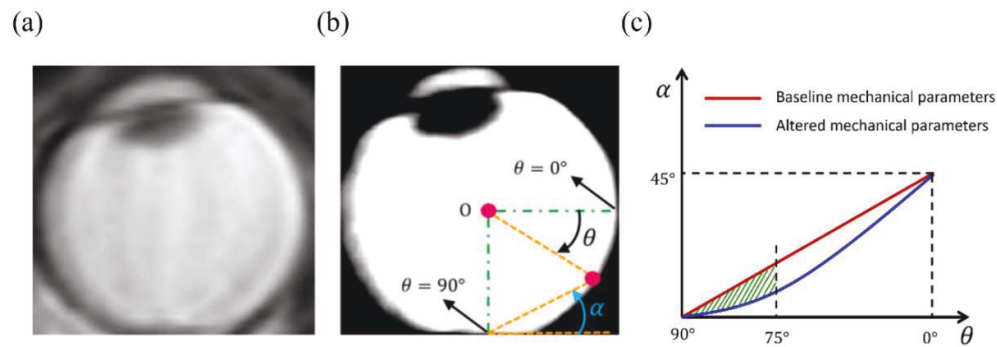 (a)
(b)
(c)
O
θ = 0°
θ
θ = 90°
α
α
Baseline mechanical parameters
Altered mechanical parameters
45°
90°
75°
0°
θ